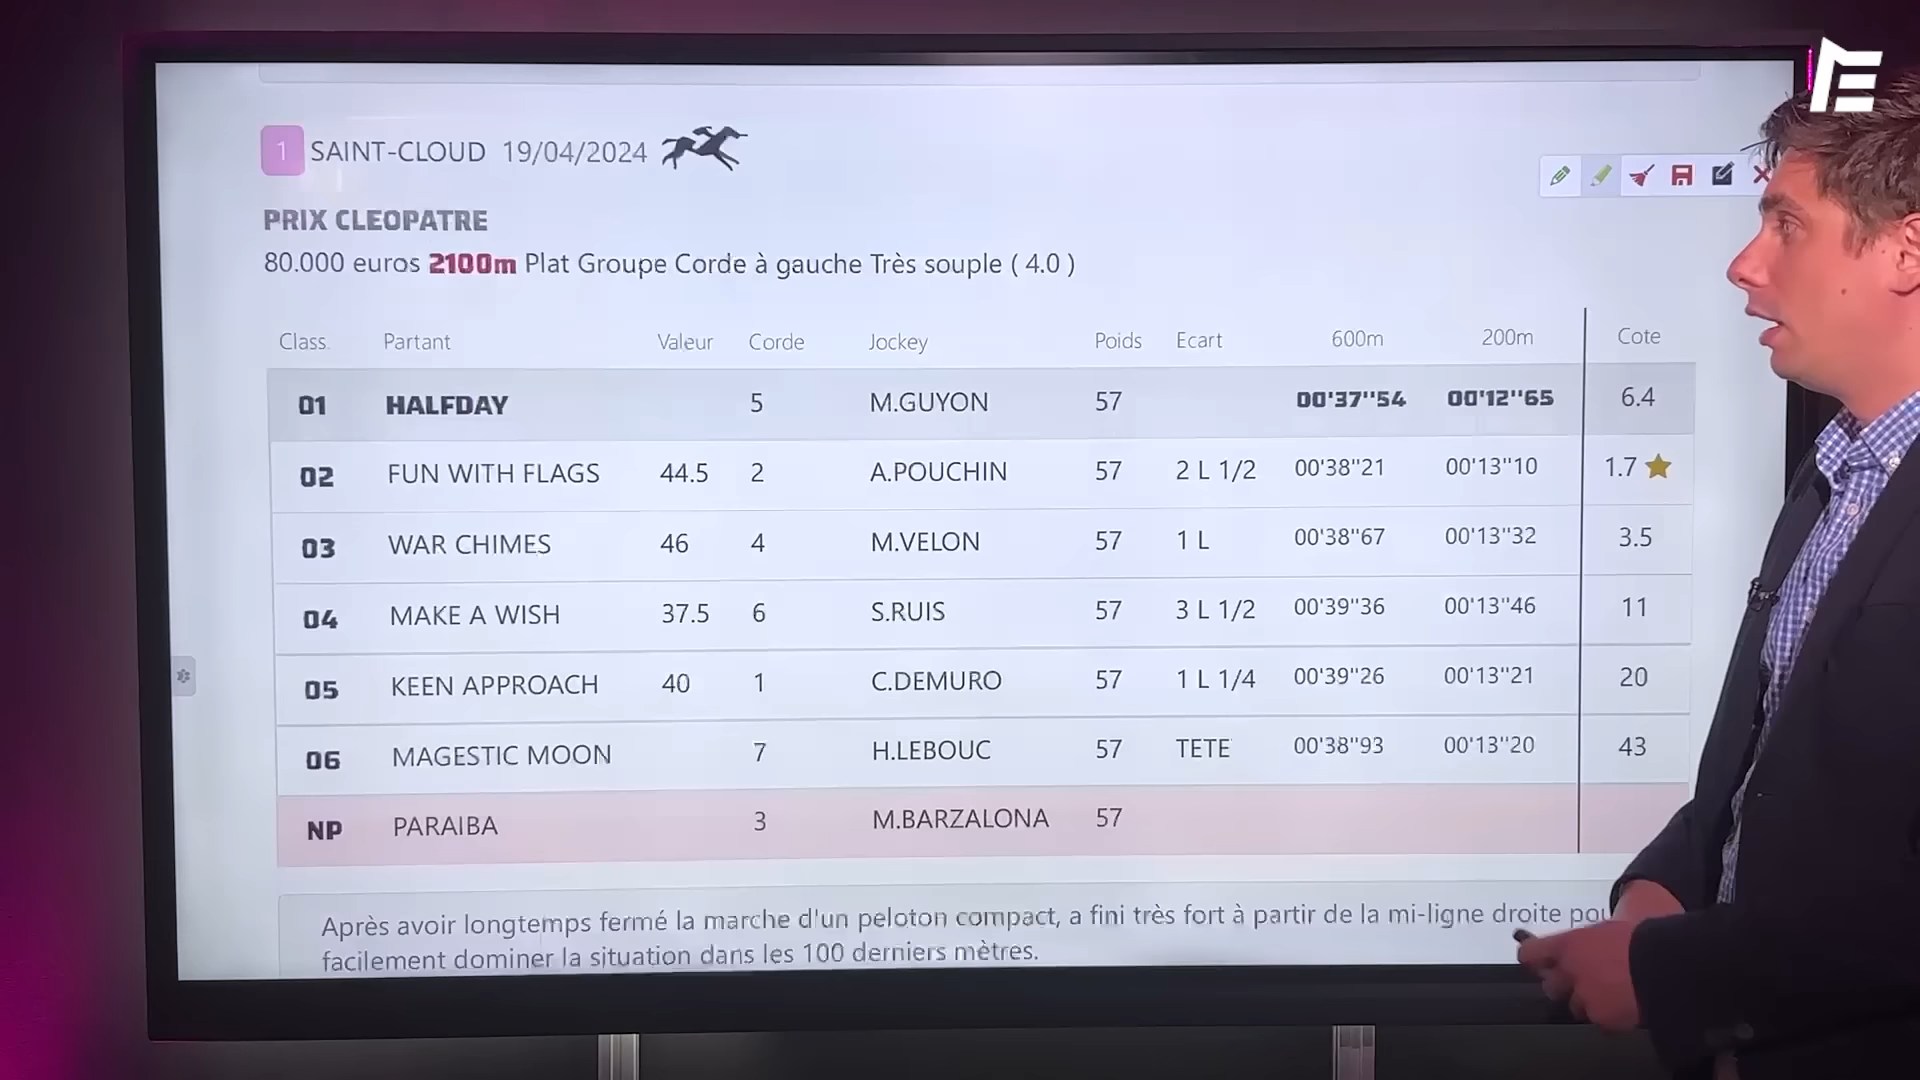 1 SAINT-CLOUD 19/04/2024
PRIX CLEOPATRE
80.000 euros 2100m Plat Groupe Corde à gauche Très souple ( 4.0 )
Class. Partant Valeur Corde Jockey Poids Ecart 600m 200m Cote
01 HALFDAY 5 M.GUYON 57 00'37''54 00'12''65 6.4
02 FUN WITH FLAGS 44.5 2 A.POUCHIN 57 2 L 1/2 00'38''21 00'13''10 1.7
03 WAR CHIMES 46 4 M.VELON 57 1 L 00'38''67 00'13''32 3.5
04 MAKE A WISH 37.5 6 S.RUIS 57 3 L 1/2 00'39''36 00'13''46 11
05 KEEN APPROACH 40 1 C.DEMURO 57 1 L 1/4 00'39''26 00'13''21 20
06 MAGESTIC MOON 7 H.LEBOUC 57 TETE 00'38''93 00'13''20 43
NP PARAIBA 3 M.BARZALONA 57
Après avoir longtemps fermé la marche d'un peloton compact, a fini très fort à partir de la mi-ligne droite
facilement dominer la situation dans les 100 derniers mètres.